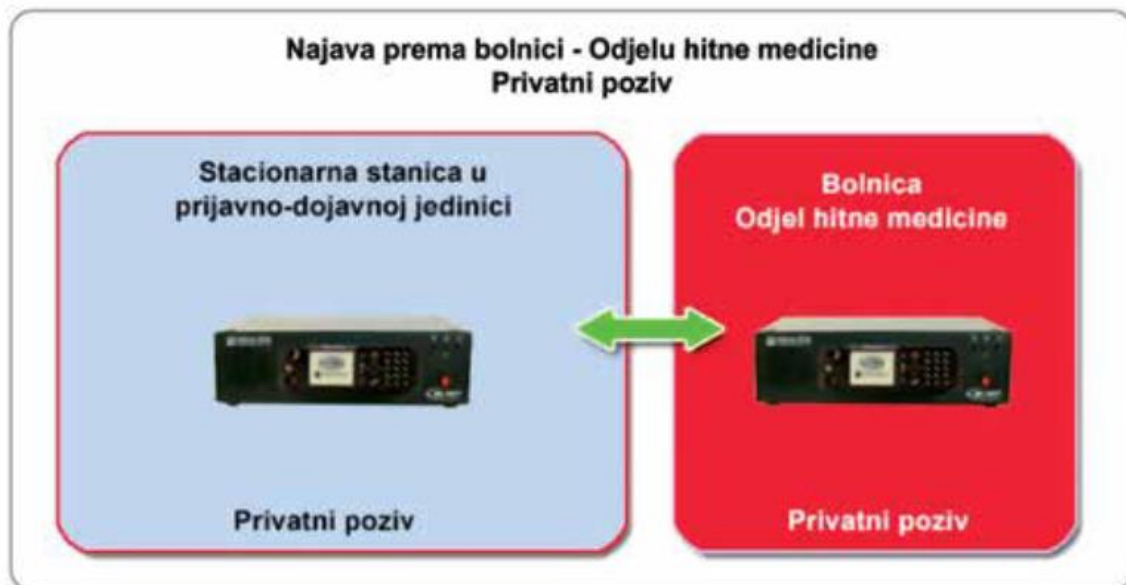 Najava prema bolnici - Odjelu hitne medicine
Privatni poziv
Stacionarna stanica u
prijavno-dojavnoj jedinici
Privatni poziv
Bolnica
Odjel hitne medicine
Privatni poziv